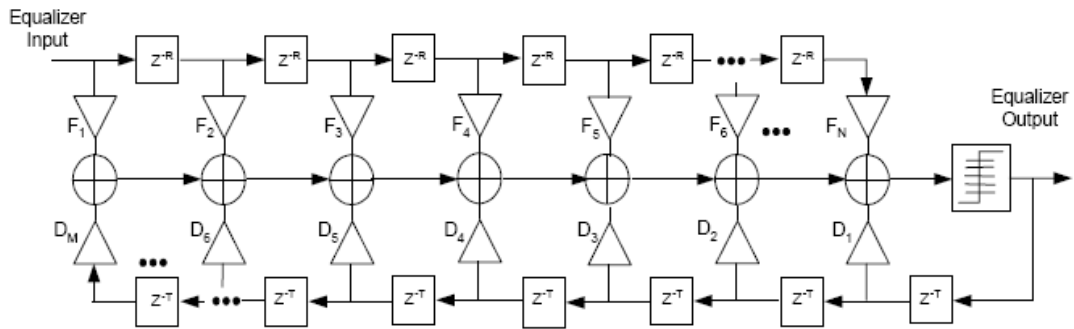 Equalizer
Input
Z-R Z-R Z-R Z-R Z-R ••• Z-R
Equalizer
Output
F1 F2 F3 F4 F5 F6 ••• FN
DM D6 D5 D4 D3 D2 D1
•••
Z-T ••• Z-T Z-T Z-T Z-T Z-T Z-T